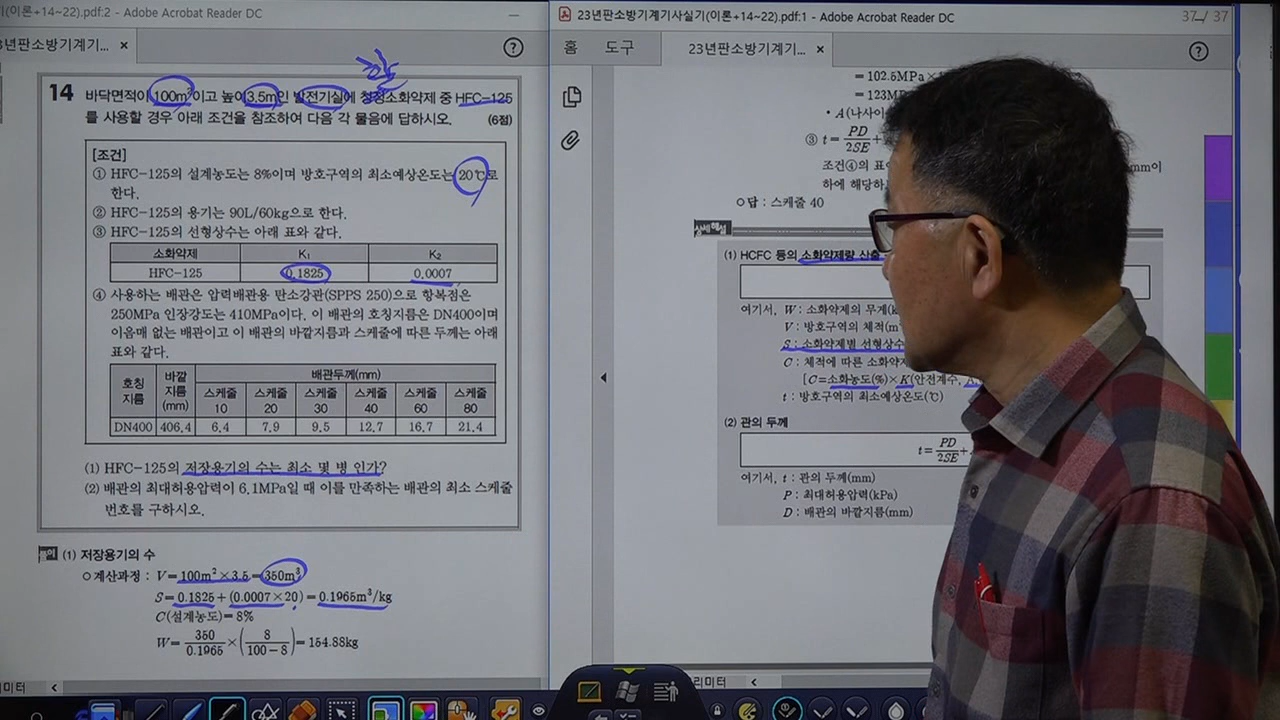 (이론+14~22).pdf:2 - Adobe Acrobat Reader DC
년판소방기계기... ×
14 바닥면적이 100m²이고 높이 3.5m인 발전기실에 청정소화약제 중 HFC-125
를 사용할 경우 아래 조건을 참조하여 다음 각 물음에 답하시오. (6점)
[조건]
① HFC-125의 설계농도는 8%이며 방호구역의 최소예상온도는 20℃로
한다.
② HFC-125의 용기는 90L/60kg으로 한다.
③ HFC-125의 선형상수는 아래 표와 같다.
소화약제 K₁ K₂
HFC-125 0.1825 0.0007
④ 사용하는 배관은 압력배관용 탄소강관(SPPS 250)으로 항복점은
250MPa 인장강도는 410MPa이다. 이 배관의 호칭지름은 DN400이며
이음매 없는 배관이고 이 배관의 바깥지름과 스케줄에 따른 두께는 아래
표와 같다.
호칭지름 바깥지름(mm) 배관두께(mm)
스케줄 10 스케줄 20 스케줄 30 스케줄 40 스케줄 60 스케줄 80
DN400 406.4 6.4 7.9 9.5 12.7 16.7 21.4
(1) HFC-125의 저장용기의 수는 최소 몇 병인가?
(2) 배관의 최대허용압력이 6.1MPa일 때 이를 만족하는 배관의 최소 스케줄
번호를 구하시오.
(1) 저장용기의 수
○계산과정 : V=100m²×3.5=350m³
S=0.1825+(0.0007×20)=0.1965m³/kg
C(설계농도)=8%
W=350/0.1965×(8/(100-8))=154.88kg
23년판소방기계기사실기(이론+14~22).pdf:1 - Adobe Acrobat Reader DC
37 / 37
홈 도구 23년판소방기계기... ×
=102.5MPa×
=123MP
• A(나사이
③ t=PD/2SE+
조건④의 표
하에 해당하
mm이
○답 : 스케줄 40
상세해설
(1) HCFC 등의 소화약제량 산출
여기서, W : 소화약제의 무게(k
V : 방호구역의 체적(m
S : 소화약제별 선형상수
C : 체적에 따른 소화약
[C=소화농도(%)×K(안전계수, A,
t : 방호구역의 최소예상온도(℃)
(2) 관의 두께
t=PD/2SE+
여기서, t : 관의 두께(mm)
P : 최대허용압력(kPa)
D : 배관의 바깥지름(mm)